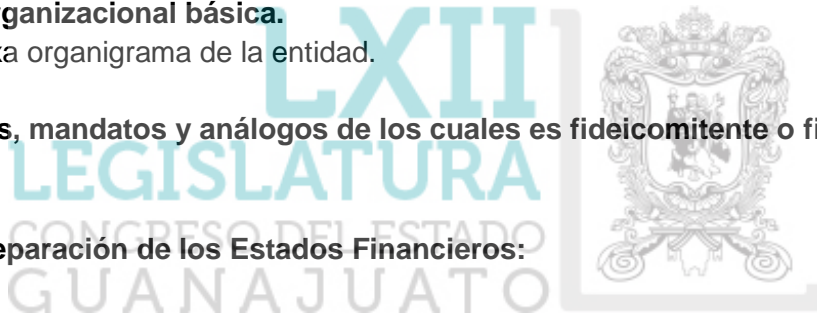 ganizacional básica.
a organigrama de la entidad.
LXII
s, mandatos y análogos de los cuales es fideicomitente o fi
LEGISLATURA
CONGRESO DEL ESTADO
eparación de los Estados Financieros:
GUANAJUATO